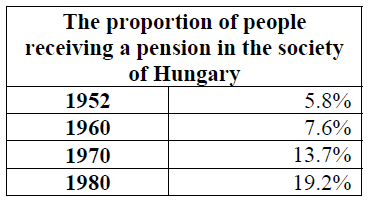 The proportion of people
receiving a pension in the society
of Hungary
1952 5.8%
1960 7.6%
1970 13.7%
1980 19.2%